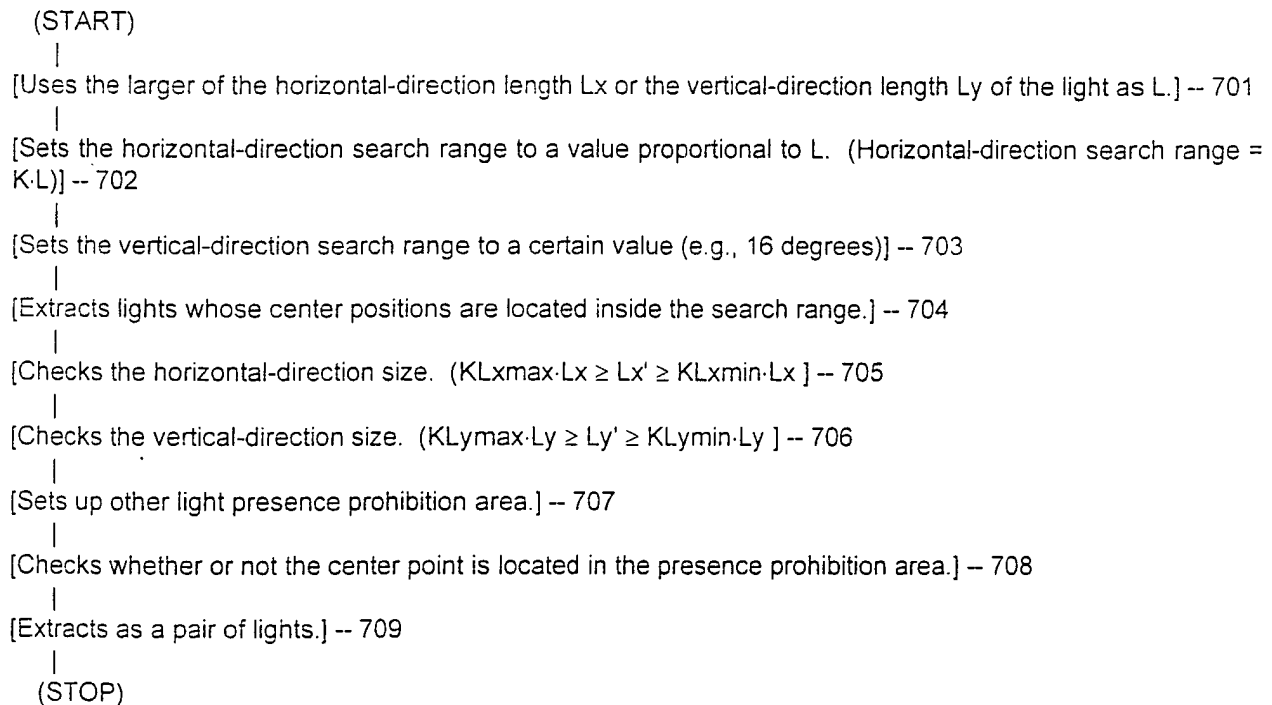 (START)
[Uses the larger of the horizontal-direction length Lx or the vertical-direction length Ly of the light as L.] -- 701
[Sets the horizontal-direction search range to a value proportional to L. (Horizontal-direction search range =
K·L)] -- 702
[Sets the vertical-direction search range to a certain value (e.g., 16 degrees)] -- 703
[Extracts lights whose center positions are located inside the search range.] -- 704
[Checks the horizontal-direction size. (KLxmax·Lx ≥ Lx' ≥ KLxmin·Lx ] -- 705
[Checks the vertical-direction size. (KLymax·Ly ≥ Ly' ≥ KLymin·Ly ] -- 706
[Sets up other light presence prohibition area.] -- 707
[Checks whether or not the center point is located in the presence prohibition area.] -- 708
[Extracts as a pair of lights.] -- 709
(STOP)